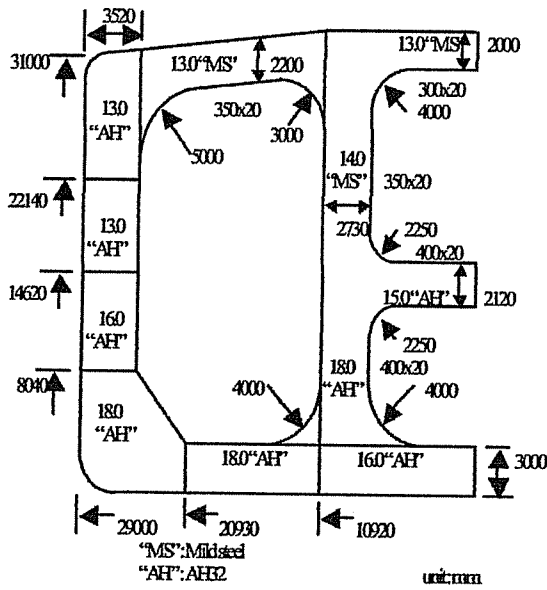 3520
13.0"MS"
2000
31000
13.0"MS"
2200
13.0
"AH"
350x20
300x20
4000
3000
5000
14.0
"MS"
350x20
22140
13.0
"AH"
2730
2250
400x20
14620
15.0"AH"
2120
16.0
"AH"
2250
8040
18.0
"AH"
400x20
4000
4000
18.0
"AH"
18.0"AH"
16.0"AH"
3000
29000
20930
10920
"MS":Mildsteel
"AH":AH32
unit:mm